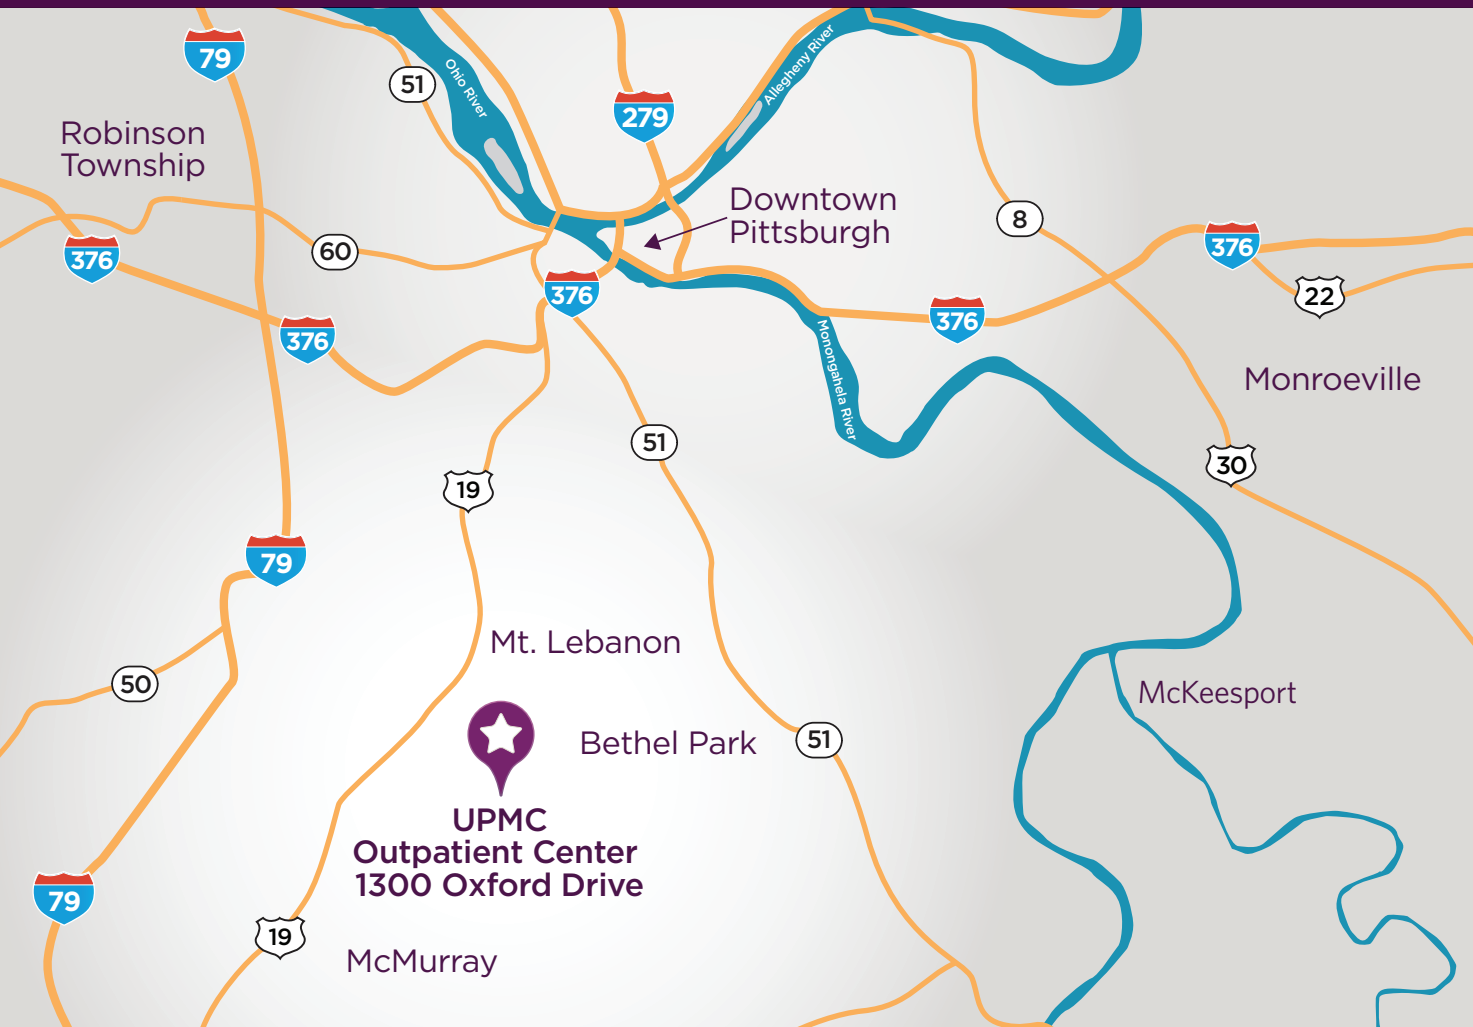 79
51
Ohio River
279
Allegheny River
Robinson
Township
Downtown
Pittsburgh
8
376
60
376
376
22
376
376
Monongahela River
Monroeville
51
30
19
79
Mt. Lebanon
50
McKeesport
Bethel Park
51
UPMC
Outpatient Center
1300 Oxford Drive
79
19
McMurray